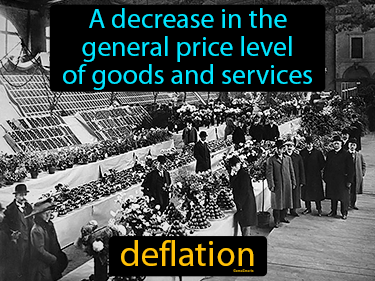 A decrease in the
general price level
of goods and services
deflation